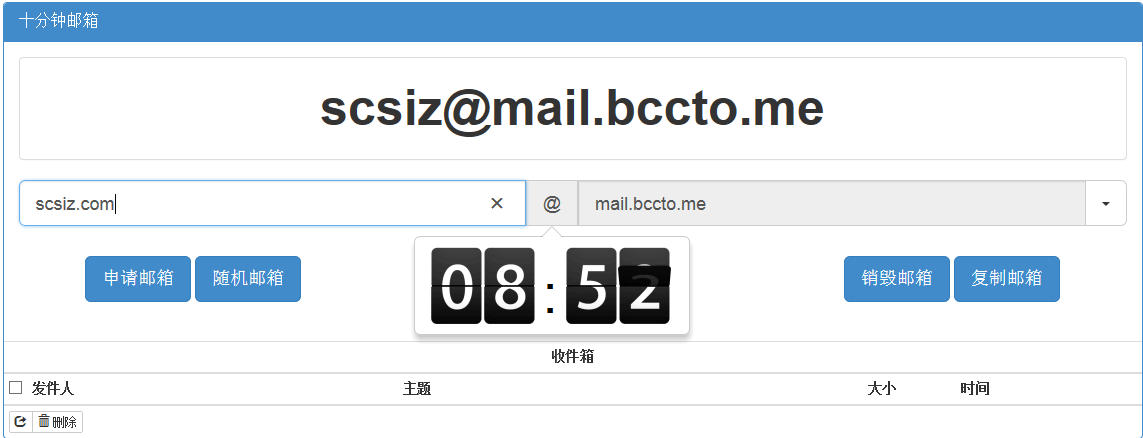 十分钟邮箱
scsiz@mail.bccto.me
scsiz.com × @ mail.bccto.me
申请邮箱 随机邮箱 08:52 销毁邮箱 复制邮箱
收件箱
发件人 主题 大小 时间
删除